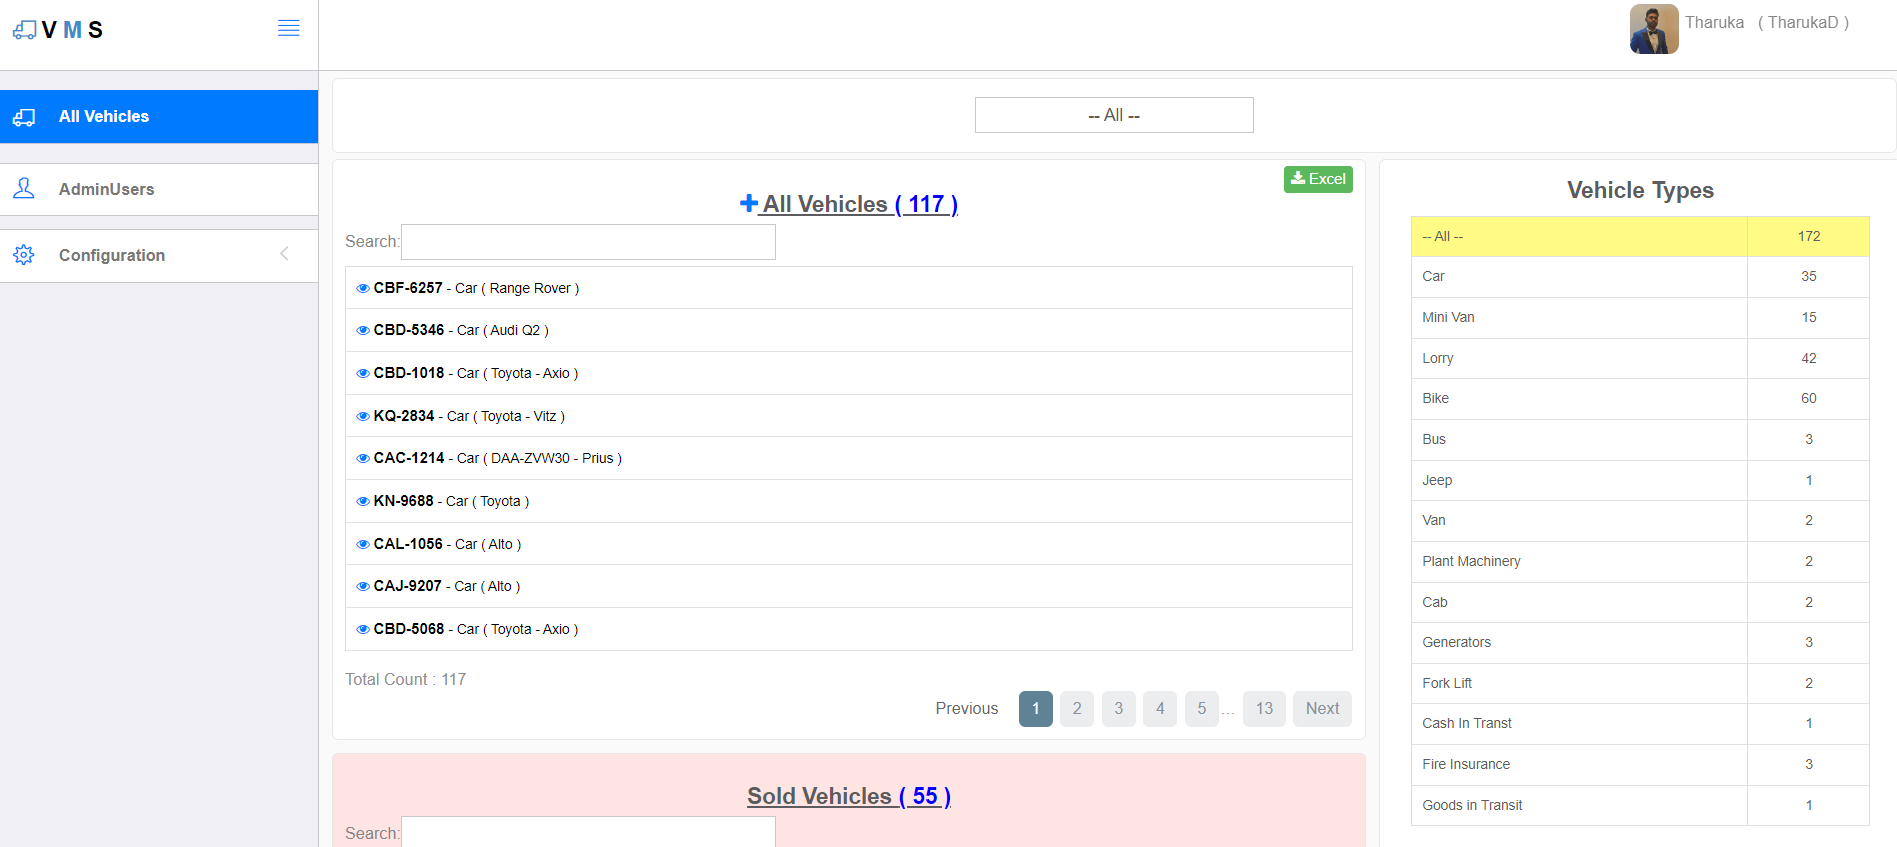 V M S
Tharuka ( TharukaD )
All Vehicles
AdminUsers
Configuration
-- All --
Excel
All Vehicles ( 117 )
Search:
CBF-6257 - Car ( Range Rover )
CBD-5346 - Car ( Audi Q2 )
CBD-1018 - Car ( Toyota - Axio )
KQ-2834 - Car ( Toyota - Vitz )
CAC-1214 - Car ( DAA-ZVW30 - Prius )
KN-9688 - Car ( Toyota )
CAL-1056 - Car ( Alto )
CAJ-9207 - Car ( Alto )
CBD-5068 - Car ( Toyota - Axio )
Total Count : 117
Previous 1 2 3 4 5 ... 13 Next
Sold Vehicles ( 55 )
Search:
Vehicle Types
-- All -- 172
Car 35
Mini Van 15
Lorry 42
Bike 60
Bus 3
Jeep 1
Van 2
Plant Machinery 2
Cab 2
Generators 3
Fork Lift 2
Cash In Transt 1
Fire Insurance 3
Goods in Transit 1